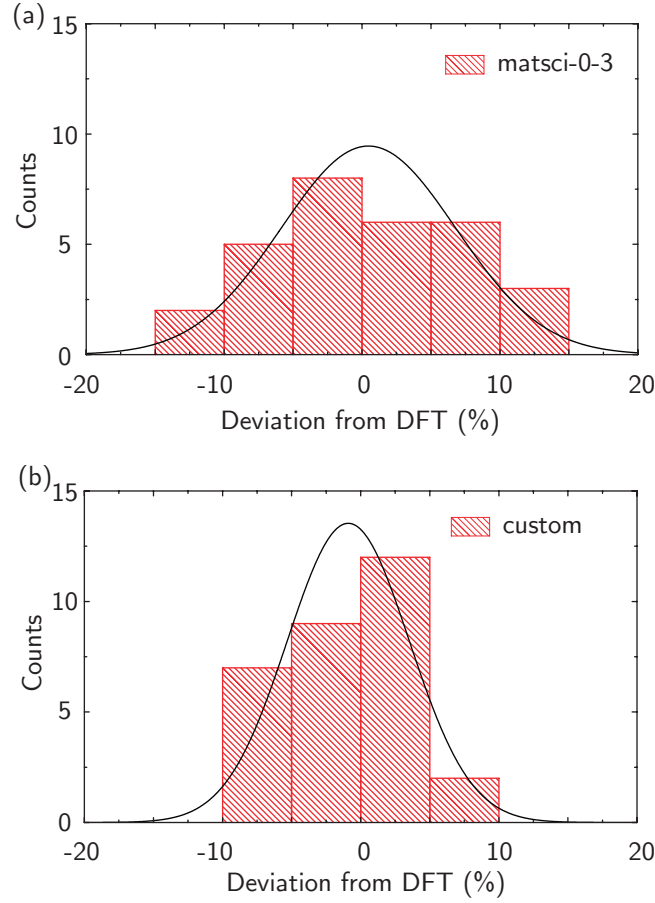 (a)
15
matsci-0-3
10
Counts
5
0
-20 -10 0 10 20
Deviation from DFT (%)
(b)
15
custom
10
Counts
5
0
-20 -10 0 10 20
Deviation from DFT (%)